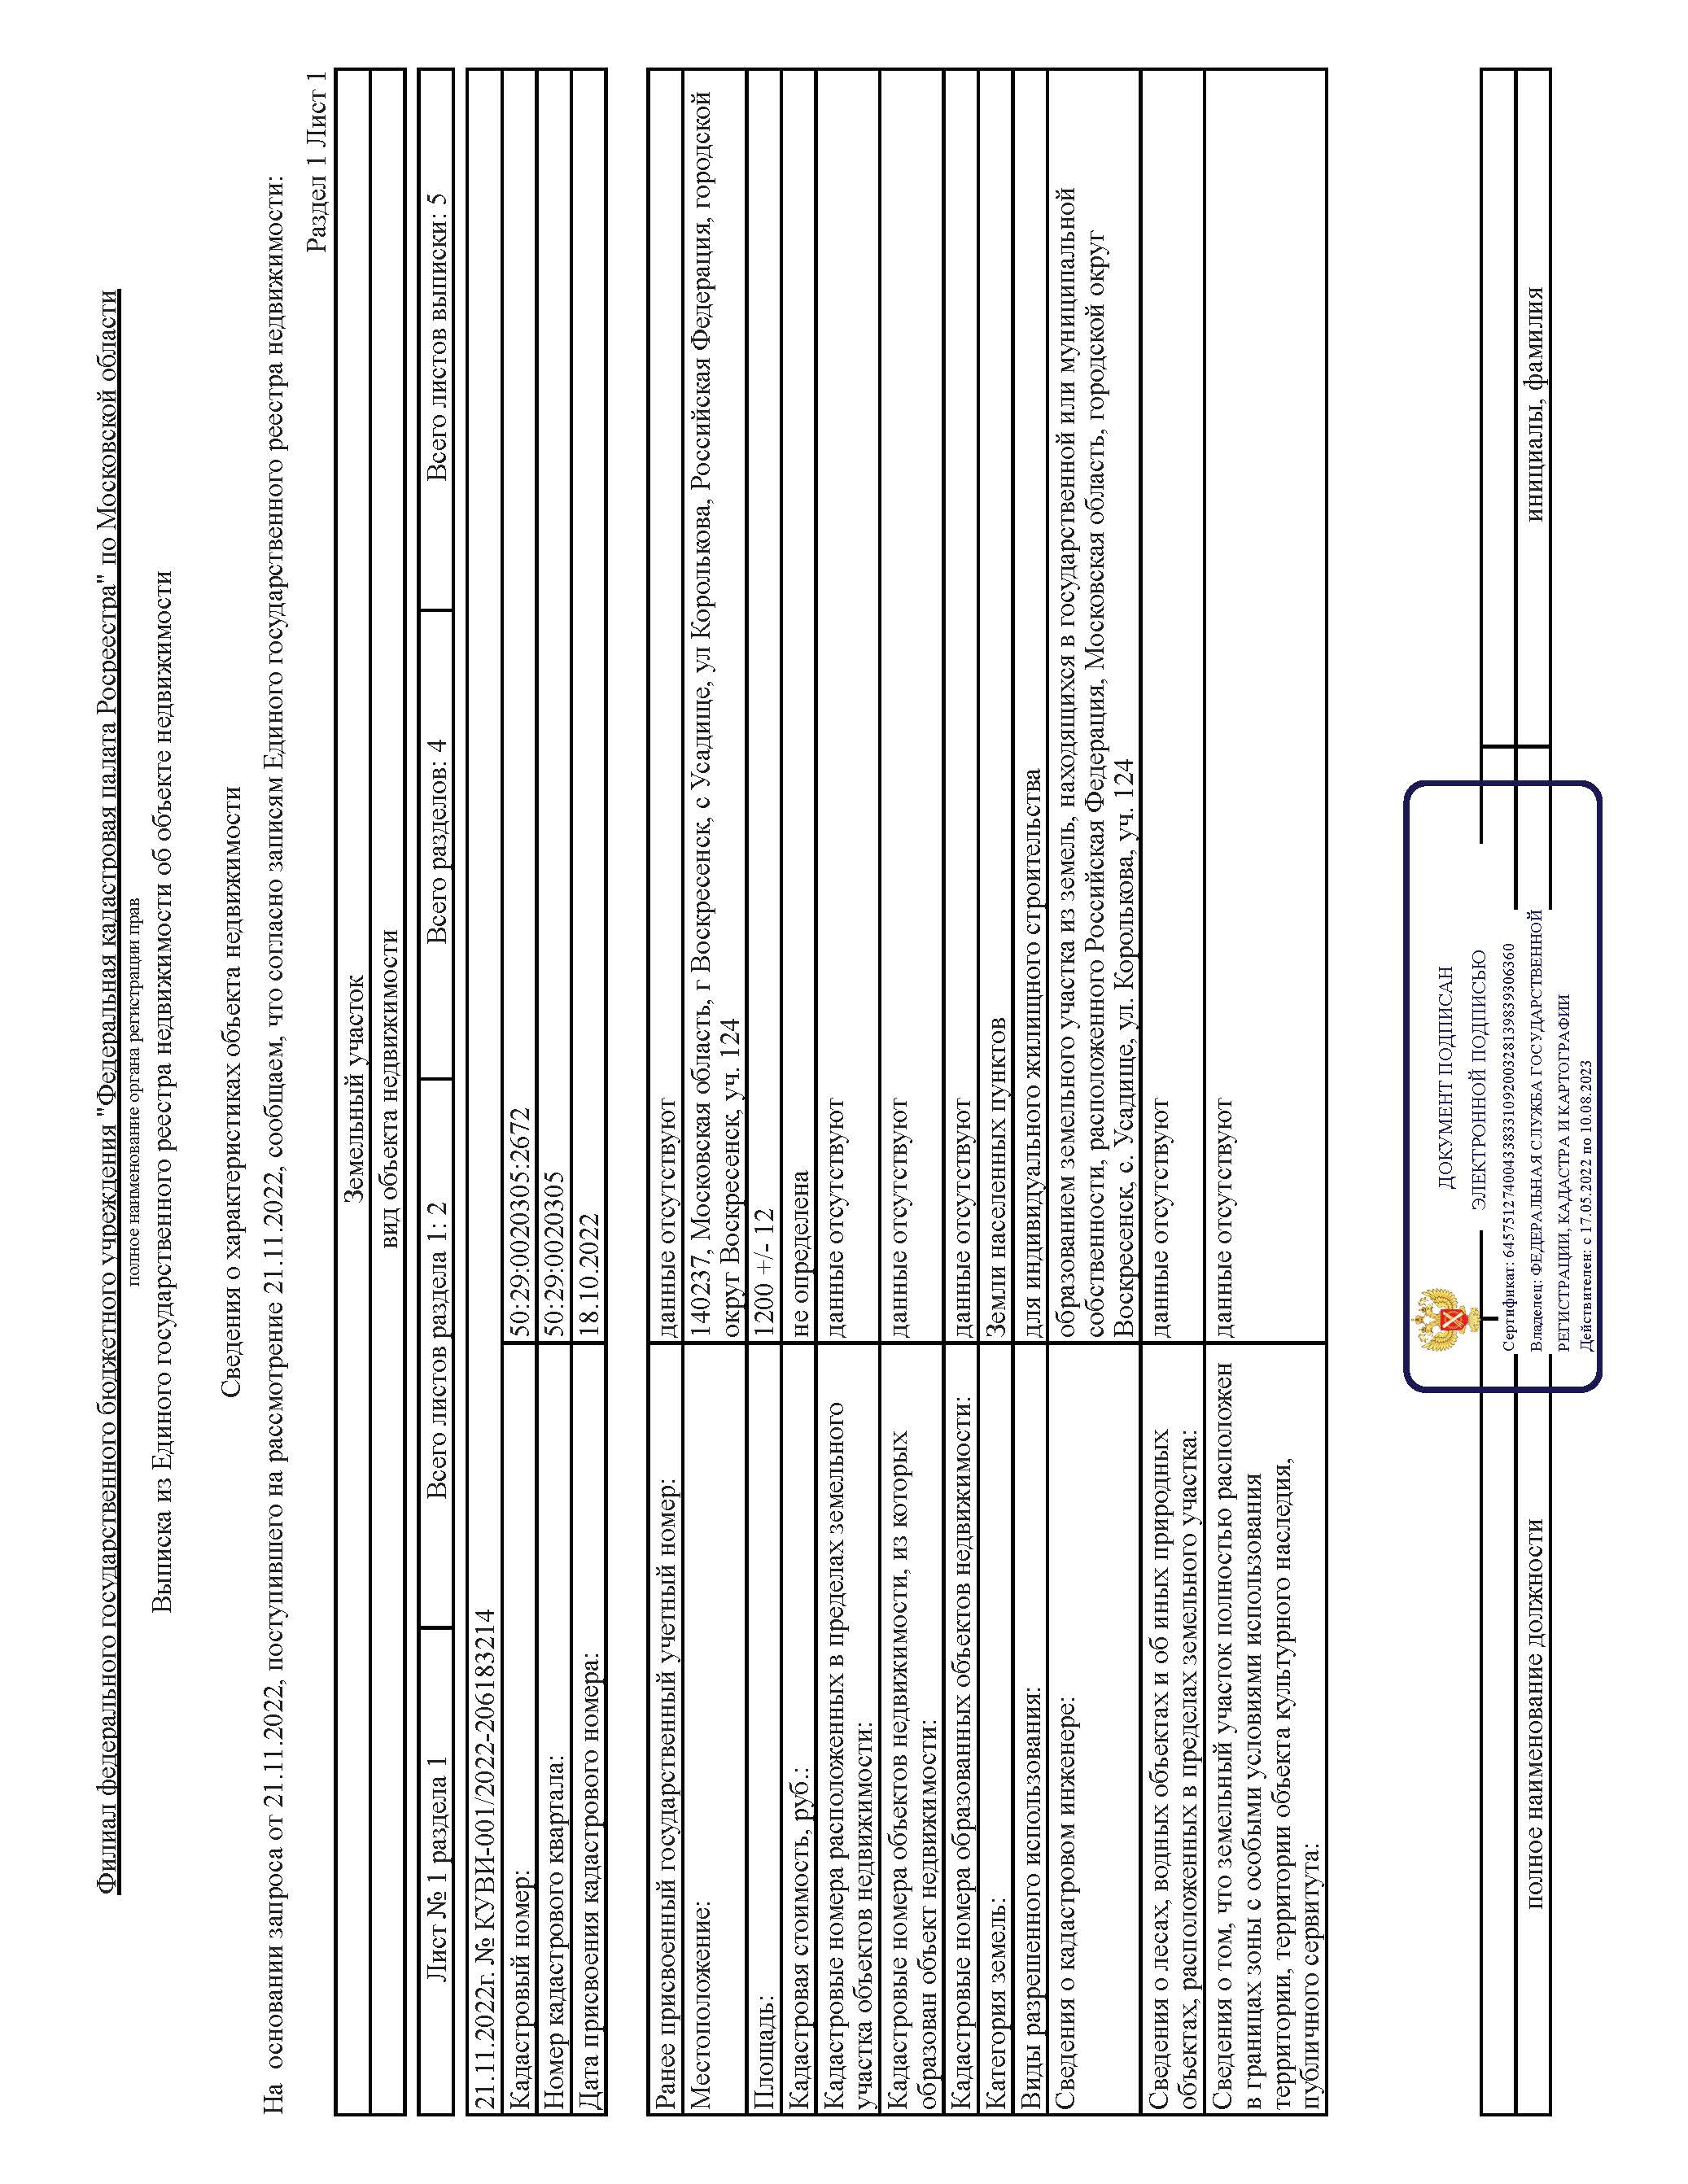 Филиал федерального государственного бюджетного учреждения "Федеральная кадастровая палата Росреестра" по Московской области
полное наименование органа регистрации прав
Выписка из Единого государственного реестра недвижимости об объекте недвижимости
Сведения о характеристиках объекта недвижимости
На основании запроса от 21.11.2022, поступившего на рассмотрение 21.11.2022, сообщаем, что согласно записям Единого государственного реестра недвижимости:
Раздел 1 Лист 1
Земельный участок
вид объекта недвижимости
Лист № 1 раздела 1 Всего листов раздела 1: 2 Всего разделов: 4 Всего листов выписки: 5
21.11.2022г. № КУВИ-001/2022-206183214
Кадастровый номер: 50:29:0020305:2672
Номер кадастрового квартала: 50:29:0020305
Дата присвоения кадастрового номера: 18.10.2022
Ранее присвоенный государственный учетный номер: данные отсутствуют
Местоположение: 140237, Московская область, г Воскресенск, с Усадище, ул Королькова, Российская Федерация, городской
округ Воскресенск, уч. 124
Площадь: 1200 +/- 12
Кадастровая стоимость, руб.: не определена
Кадастровые номера расположенных в пределах земельного данные отсутствуют
участка объектов недвижимости:
Кадастровые номера объектов недвижимости, из которых данные отсутствуют
образован объект недвижимости:
Кадастровые номера образованных объектов недвижимости: данные отсутствуют
Категория земель: Земли населенных пунктов
Виды разрешенного использования: для индивидуального жилищного строительства
Сведения о кадастровом инженере: образованием земельного участка из земель, находящихся в государственной или муниципальной
собственности, расположенного Российская Федерация, Московская область, городской округ
Воскресенск, с. Усадище, ул. Королькова, уч. 124
Сведения о лесах, водных объектах и об иных природных данные отсутствуют
объектах, расположенных в пределах земельного участка:
Сведения о том, что земельный участок полностью расположен данные отсутствуют
в границах зоны с особыми условиями использования
территории, территории объекта культурного наследия,
публичного сервитута:
ДОКУМЕНТ ПОДПИСАН
ЭЛЕКТРОННОЙ ПОДПИСЬЮ
Сертификат: 64575127400433833109200328139839306360
Владелец: ФЕДЕРАЛЬНАЯ СЛУЖБА ГОСУДАРСТВЕННОЙ
РЕГИСТРАЦИИ, КАДАСТРА И КАРТОГРАФИИ
Действителен: с 17.05.2022 по 10.08.2023
полное наименование должности инициалы, фамилия